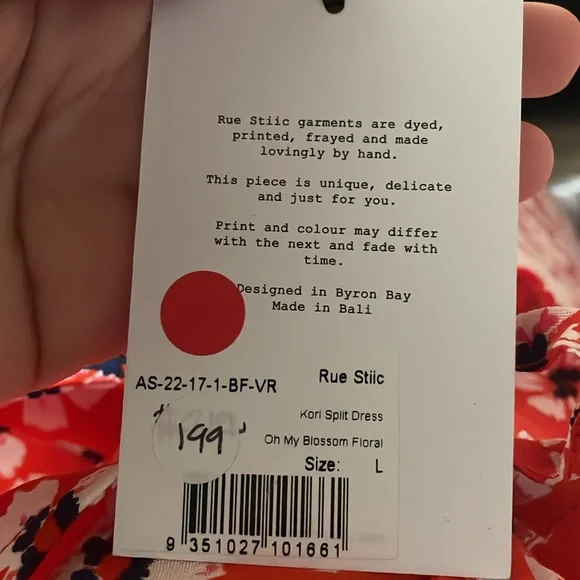 Rue Stiic garments are dyed,
printed, frayed and made
lovingly by hand.
This piece is unique, delicate
and just for you.
Print and colour may differ
with the next and fade with
time.
Designed in Byron Bay
Made in Bali
AS-22-17-1-BF-VR
Rue Stiic
Kori Split Dress
Oh My Blossom Floral
Size: L
199
9 351027 101661